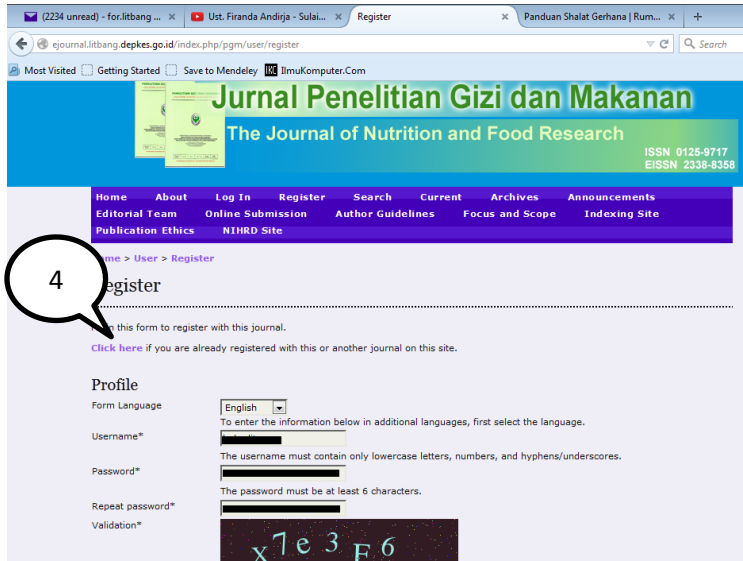 (2234 unread) - for.litbang ... × Ust. Firanda Andirja - Sulai... × Register × Panduan Shalat Gerhana | Rum... × +
ejournal.litbang.depkes.go.id/index.php/pgm/user/register Search
Most Visited Getting Started Save to Mendeley IKC IlmuKomputer.Com
Jurnal Penelitian Gizi dan Makanan
The Journal of Nutrition and Food Research
ISSN 0125-9717
EISSN 2338-8358
Home About Log In Register Search Current Archives Announcements
Editorial Team Online Submission Author Guidelines Focus and Scope Indexing Site
Publication Ethics NIHRD Site
> User > Register
4
this form to register with this journal.
Click here if you are already registered with this or another journal on this site.
Profile
Form Language English
To enter the information below in additional languages, first select the language.
Username*
The username must contain only lowercase letters, numbers, and hyphens/underscores.
Password*
The password must be at least 6 characters.
Repeat password*
Validation*
x7e3F6